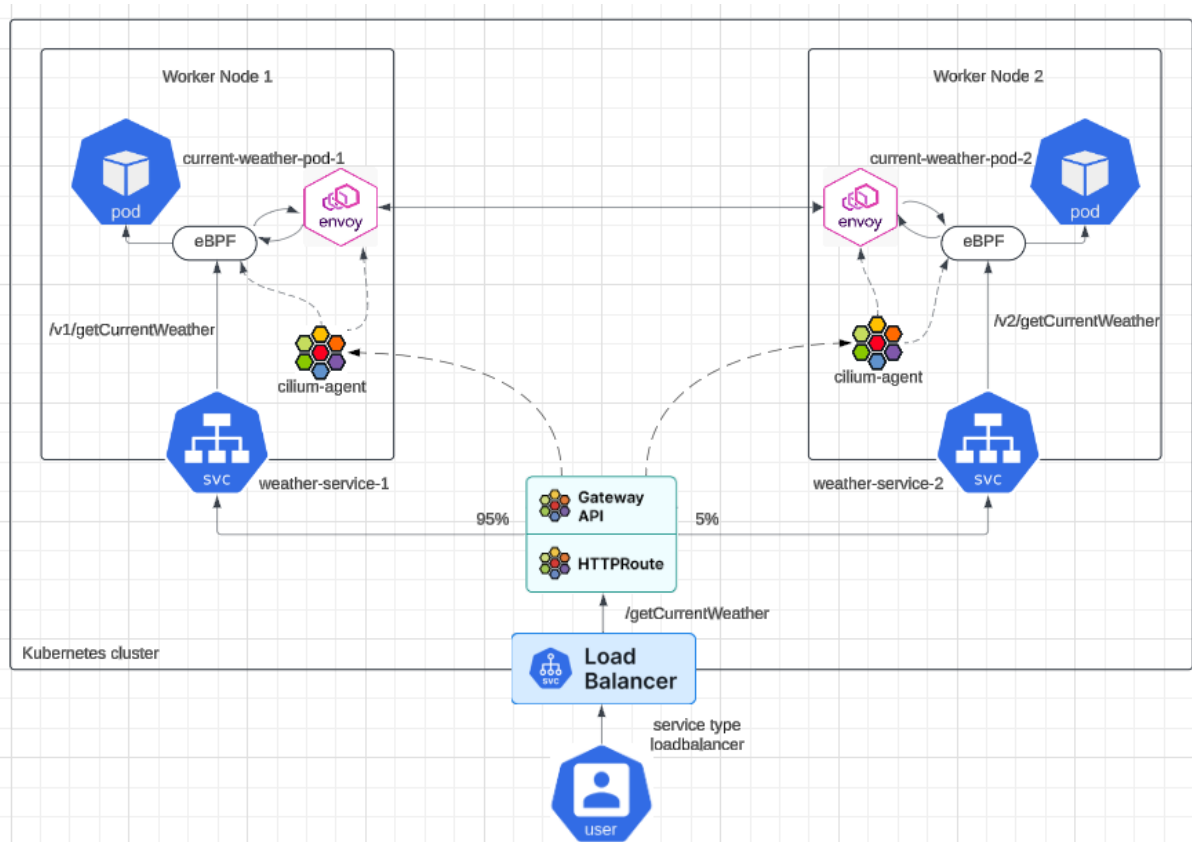 Worker Node 1
Worker Node 2
current-weather-pod-1
current-weather-pod-2
pod
envoy
envoy
pod
eBPF
eBPF
/v1/getCurrentWeather
/v2/getCurrentWeather
cilium-agent
cilium-agent
svc
weather-service-1
weather-service-2
svc
95%
Gateway
API
5%
HTTPRoute
/getCurrentWeather
Kubernetes cluster
svc
Load
Balancer
service type
loadbalancer
user